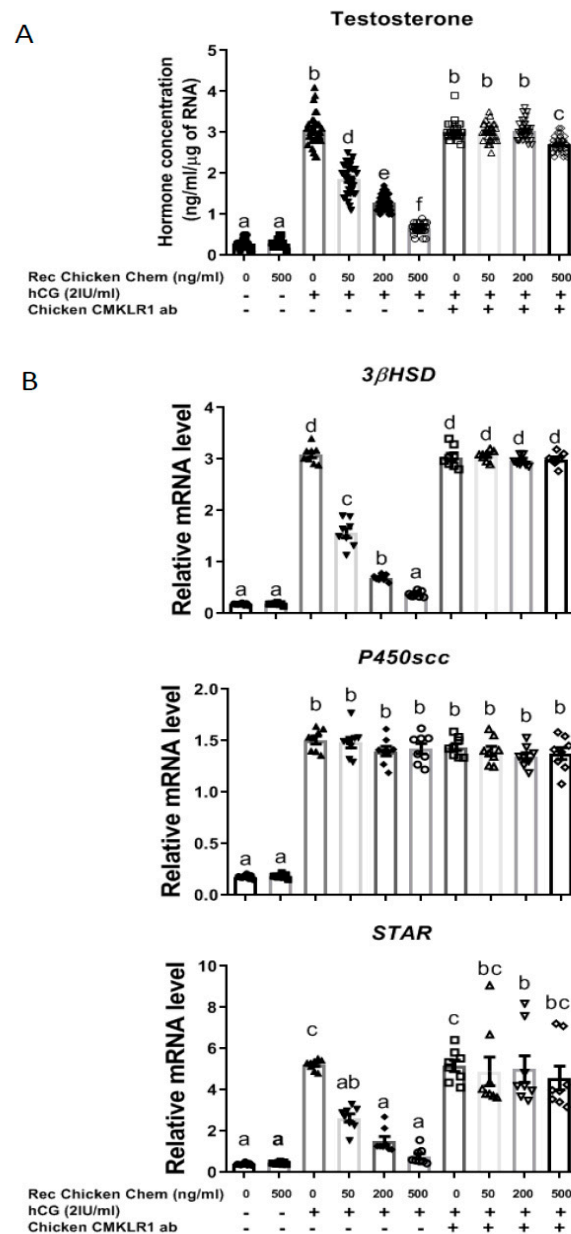 A
Testosterone
Hormone concentration
(ng/ml/µg of RNA)
5
4
3
2
1
0
a a b d e f b b b c
Rec Chicken Chem (ng/ml) 0 500 0 50 200 500 0 50 200 500
hCG (2IU/ml) - - + + + + + + + +
Chicken CMKLR1 ab - - - - - - + + + +
B
3βHSD
Relative mRNA level
4
3
2
1
0
a a d c b a d d d d
P450scc
Relative mRNA level
2.0
1.5
1.0
0.5
0.0
a a b b b b b b b b
STAR
Relative mRNA level
10
8
6
4
2
0
a a c ab a a c bc b bc
Rec Chicken Chem (ng/ml) 0 500 0 50 200 500 0 50 200 500
hCG (2IU/ml) - - + + + + + + + +
Chicken CMKLR1 ab - - - - - - + + + +